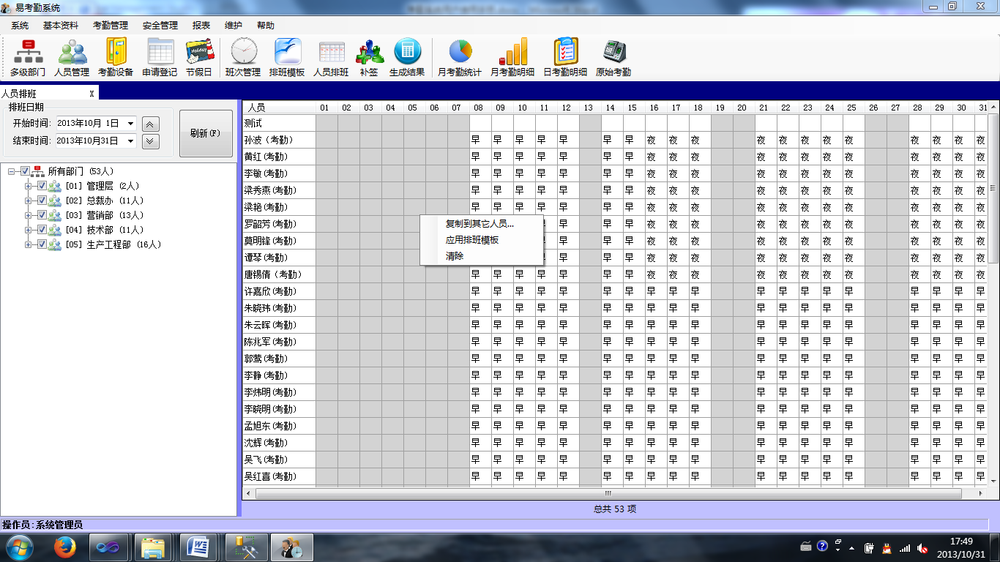 易考勤系统
系统 基本资料 考勤管理 安全管理 报表 维护 帮助
多级部门 人员管理 考勤设备 申请登记 节假日 班次管理 排班模板 人员排班 补签 生成结果 月考勤统计 月考勤明细 日考勤明细 原始考勤
人员排班 X
排班日期
开始时间: 2013年10月 1日
结束时间: 2013年10月31日
刷新(F)
所有部门 (53人)
[01] 管理层 (2人)
[02] 总裁办 (11人)
[03] 营销部 (13人)
[04] 技术部 (11人)
[05] 生产工程部 (16人)
人员 01 02 03 04 05 06 07 08 09 10 11 12 13 14 15 16 17 18 19 20 21 22 23 24 25 26 27 28 29 30 31
测试
孙波（考勤） 早 早 早 早 早 早 早 夜 夜 夜 夜 夜 夜 夜 夜 夜 夜 夜 夜
黄红(考勤) 早 早 早 早 早 早 早 夜 夜 夜 夜 夜 夜 夜 夜 夜 夜 夜 夜
李敏(考勤) 早 早 早 早 早 早 早 夜 夜 夜 夜 夜 夜 夜 夜 夜 夜 夜 夜
梁秀燕(考勤) 早 早 早 早 早 早 早 夜 夜 夜 夜 夜 夜 夜 夜 夜 夜 夜 夜
梁艳(考勤) 早 早 早 早 早 早 早 夜 夜 夜 夜 夜 夜 夜 夜 夜 夜 夜 夜
罗韶芳(考勤) 早 早 早 夜 夜 夜 夜 夜 夜 夜 夜 夜 夜 夜 夜
莫明锋(考勤) 早 早 早 夜 夜 夜 夜 夜 夜 夜 夜 夜 夜 夜 夜
谭琴(考勤) 早 早 早 夜 夜 夜 夜 夜 夜 夜 夜 夜 夜 夜 夜
唐锡倩（考勤） 早 早 早 早 早 早 早 夜 夜 夜 夜 夜 夜 夜 夜 夜 夜 夜 夜
许嘉欣(考勤) 早 早 早 早 早 早 早 早 早 早 早 早 早 早 早 早 早 早 早
朱晓玮(考勤) 早 早 早 早 早 早 早 早 早 早 早 早 早 早 早 早 早 早 早
朱云晖(考勤) 早 早 早 早 早 早 早 早 早 早 早 早 早 早 早 早 早 早 早
陈兆军(考勤) 早 早 早 早 早 早 早 早 早 早 早 早 早 早 早 早 早 早 早
郭莺(考勤) 早 早 早 早 早 早 早 早 早 早 早 早 早 早 早 早 早 早 早
李静(考勤) 早 早 早 早 早 早 早 早 早 早 早 早 早 早 早 早 早 早 早
李炜明(考勤) 早 早 早 早 早 早 早 早 早 早 早 早 早 早 早 早 早 早 早
李晓明(考勤) 早 早 早 早 早 早 早 早 早 早 早 早 早 早 早 早 早 早 早
孟旭东(考勤) 早 早 早 早 早 早 早 早 早 早 早 早 早 早 早 早 早 早 早
沈辉(考勤) 早 早 早 早 早 早 早 早 早 早 早 早 早 早 早 早 早 早 早
吴飞(考勤) 早 早 早 早 早 早 早 早 早 早 早 早 早 早 早 早 早 早 早
吴红喜(考勤) 早 早 早 早 早 早 早 早 早 早 早 早 早 早 早 早 早 早 早
复制到其它人员...
应用排班模板
清除
总共 53 项
操作员:系统管理员
17:49
2013/10/31